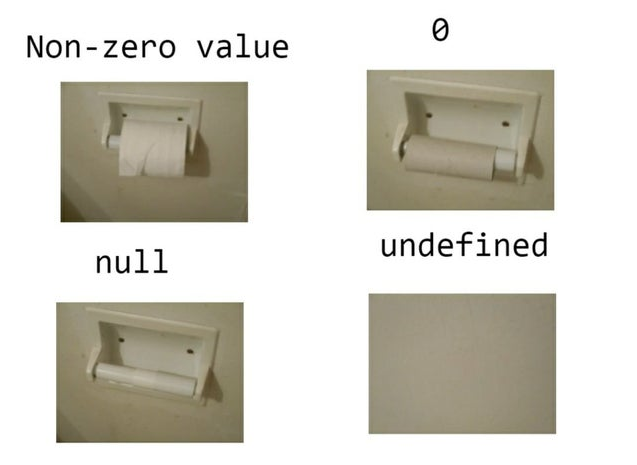 Non-zero value
0
null
undefined